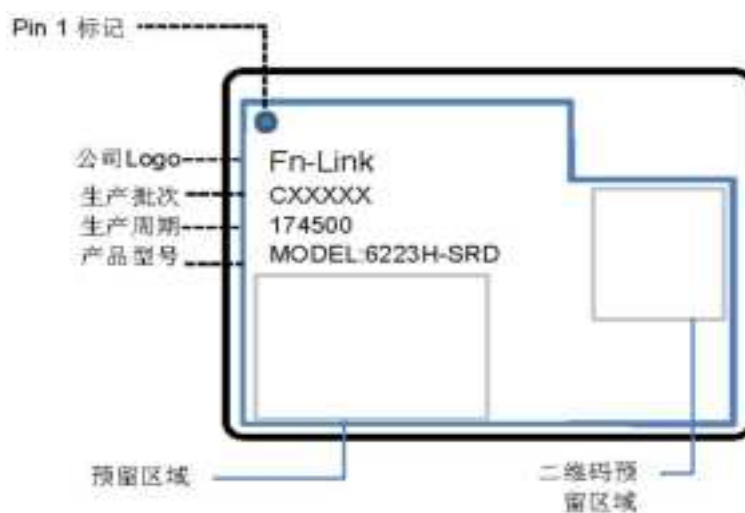 Pin 1 标记
公司Logo
Fn-Link
生产批次
CXXXXX
生产周期
174500
产品型号
MODEL:6223H-SRD
预留区域
二维码预
留区域